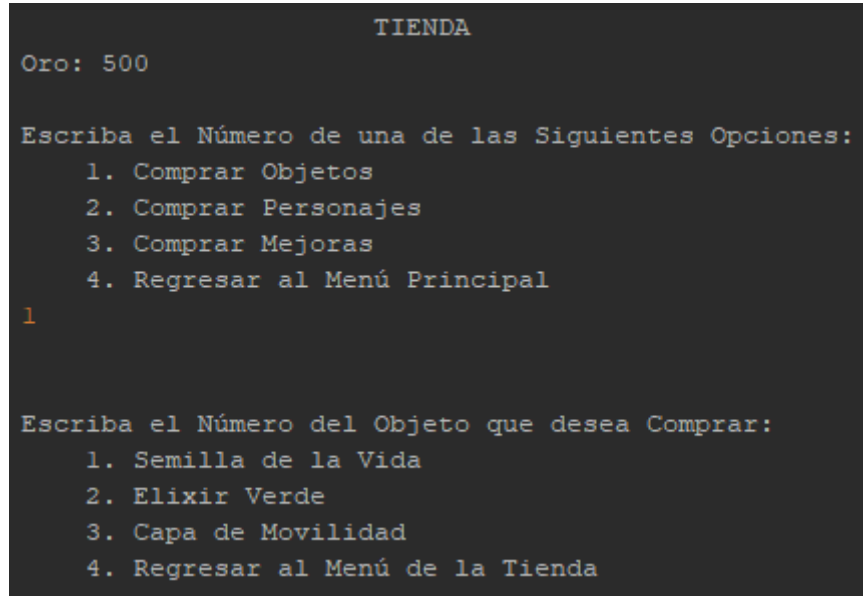 TIENDA
Oro: 500
Escriba el Número de una de las Siguientes Opciones:
1. Comprar Objetos
2. Comprar Personajes
3. Comprar Mejoras
4. Regresar al Menú Principal
1
Escriba el Número del Objeto que desea Comprar:
1. Semilla de la Vida
2. Elixir Verde
3. Capa de Movilidad
4. Regresar al Menú de la Tienda